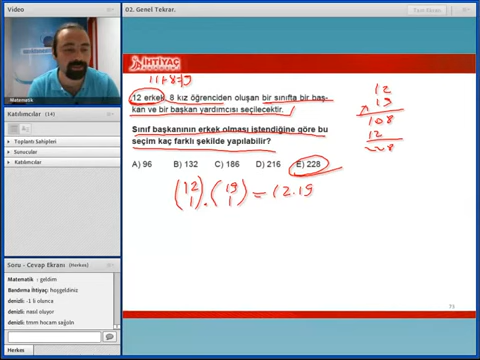 Video
02. Genel Tekrar.
Tam Ekran
Matematik
Katılımcılar (14)
Toplantı Sahipleri
Sunucular
Katılımcılar
İHTİYAÇ
11+8=19
12 erkek, 8 kız öğrenciden oluşan bir sınıfta bir baş-
kan ve bir başkan yardımcısı seçilecektir.
Sınıf başkanının erkek olması istendiğine göre bu
seçim kaç farklı şekilde yapılabilir?
A) 96 B) 132 C) 186 D) 216 E) 228
(12 1).(19 1) = 12.19
12
x 19
108
12
228
Soru - Cevap Ekranı (Herkes)
Matematik - geldim
Bandırma İhtiyaç: hoşgeldiniz
denizli: -1 li olunca
denizli: nasıl oluyor
denizli: tmm hocam sağoln
Herkes